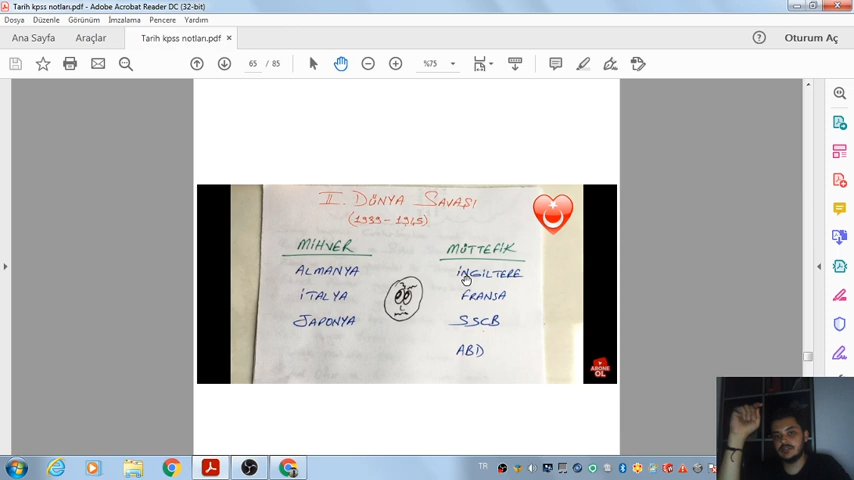 Tarih kpss notları.pdf - Adobe Acrobat Reader DC (32-bit)
Dosya Düzenle Görünüm İmzalama Pencere Yardım
Ana Sayfa Araçlar Tarih kpss notları.pdf × Oturum Aç
65 / 85 %75
II. DÜNYA SAVAŞI
(1939-1945)
MİHVER MÜTTEFİK
ALMANYA İNGİLTERE
İTALYA FRANSA
JAPONYA SSCB
ABD
ABONE
OL
TR